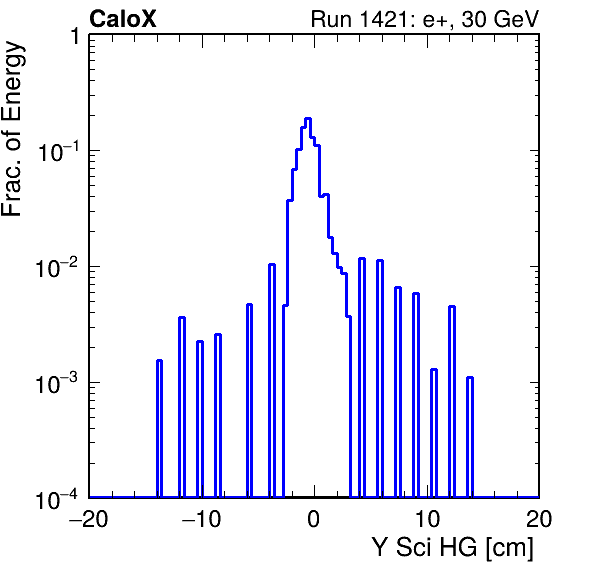 CaloX Run 1421: e+, 30 GeV
Frac. of Energy
1
10⁻¹
10⁻²
10⁻³
10⁻⁴
−20 −10 0 10 20
Y Sci HG [cm]